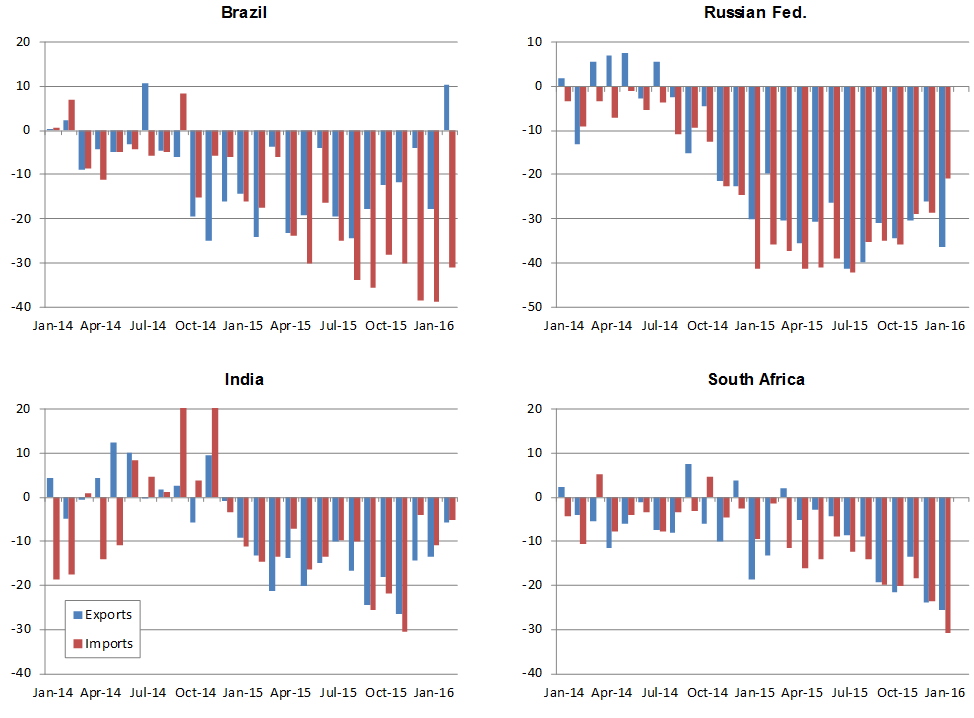 Brazil
20
10
0
-10
-20
-30
-40
Jan-14 Apr-14 Jul-14 Oct-14 Jan-15 Apr-15 Jul-15 Oct-15 Jan-16
Russian Fed.
10
0
-10
-20
-30
-40
-50
Jan-14 Apr-14 Jul-14 Oct-14 Jan-15 Apr-15 Jul-15 Oct-15 Jan-16
India
20
10
0
-10
-20
-30
-40
Exports
Imports
Jan-14 Apr-14 Jul-14 Oct-14 Jan-15 Apr-15 Jul-15 Oct-15 Jan-16
South Africa
20
10
0
-10
-20
-30
-40
Jan-14 Apr-14 Jul-14 Oct-14 Jan-15 Apr-15 Jul-15 Oct-15 Jan-16